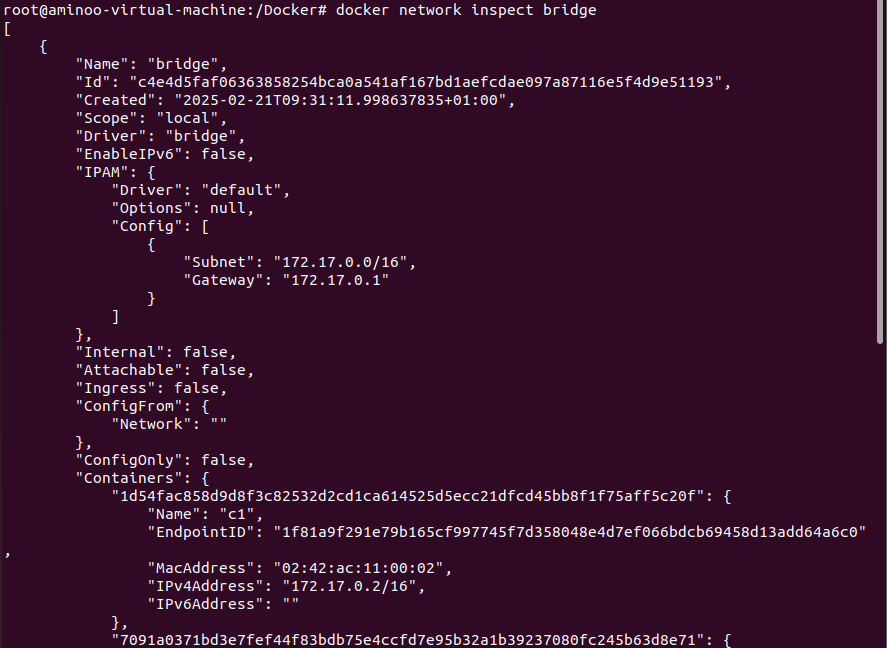 root@aminoo-virtual-machine:/Docker# docker network inspect bridge
[
    {
        "Name": "bridge",
        "Id": "c4e4d5faf06363858254bca0a541af167bd1aefcdae097a87116e5f4d9e51193",
        "Created": "2025-02-21T09:31:11.998637835+01:00",
        "Scope": "local",
        "Driver": "bridge",
        "EnableIPv6": false,
        "IPAM": {
            "Driver": "default",
            "Options": null,
            "Config": [
                {
                    "Subnet": "172.17.0.0/16",
                    "Gateway": "172.17.0.1"
                }
            ]
        },
        "Internal": false,
        "Attachable": false,
        "Ingress": false,
        "ConfigFrom": {
            "Network": ""
        },
        "ConfigOnly": false,
        "Containers": {
            "1d54fac858d9d8f3c82532d2cd1ca614525d5ecc21dfcd45bb8f1f75aff5c20f": {
                "Name": "c1",
                "EndpointID": "1f81a9f291e79b165cf997745f7d358048e4d7ef066bdcb69458d13add64a6c0"
,
                "MacAddress": "02:42:ac:11:00:02",
                "IPv4Address": "172.17.0.2/16",
                "IPv6Address": ""
            },
            "7091a0371bd3e7fef44f83bdb75e4ccfd7e95b32a1b39237080fc245b63d8e71": {